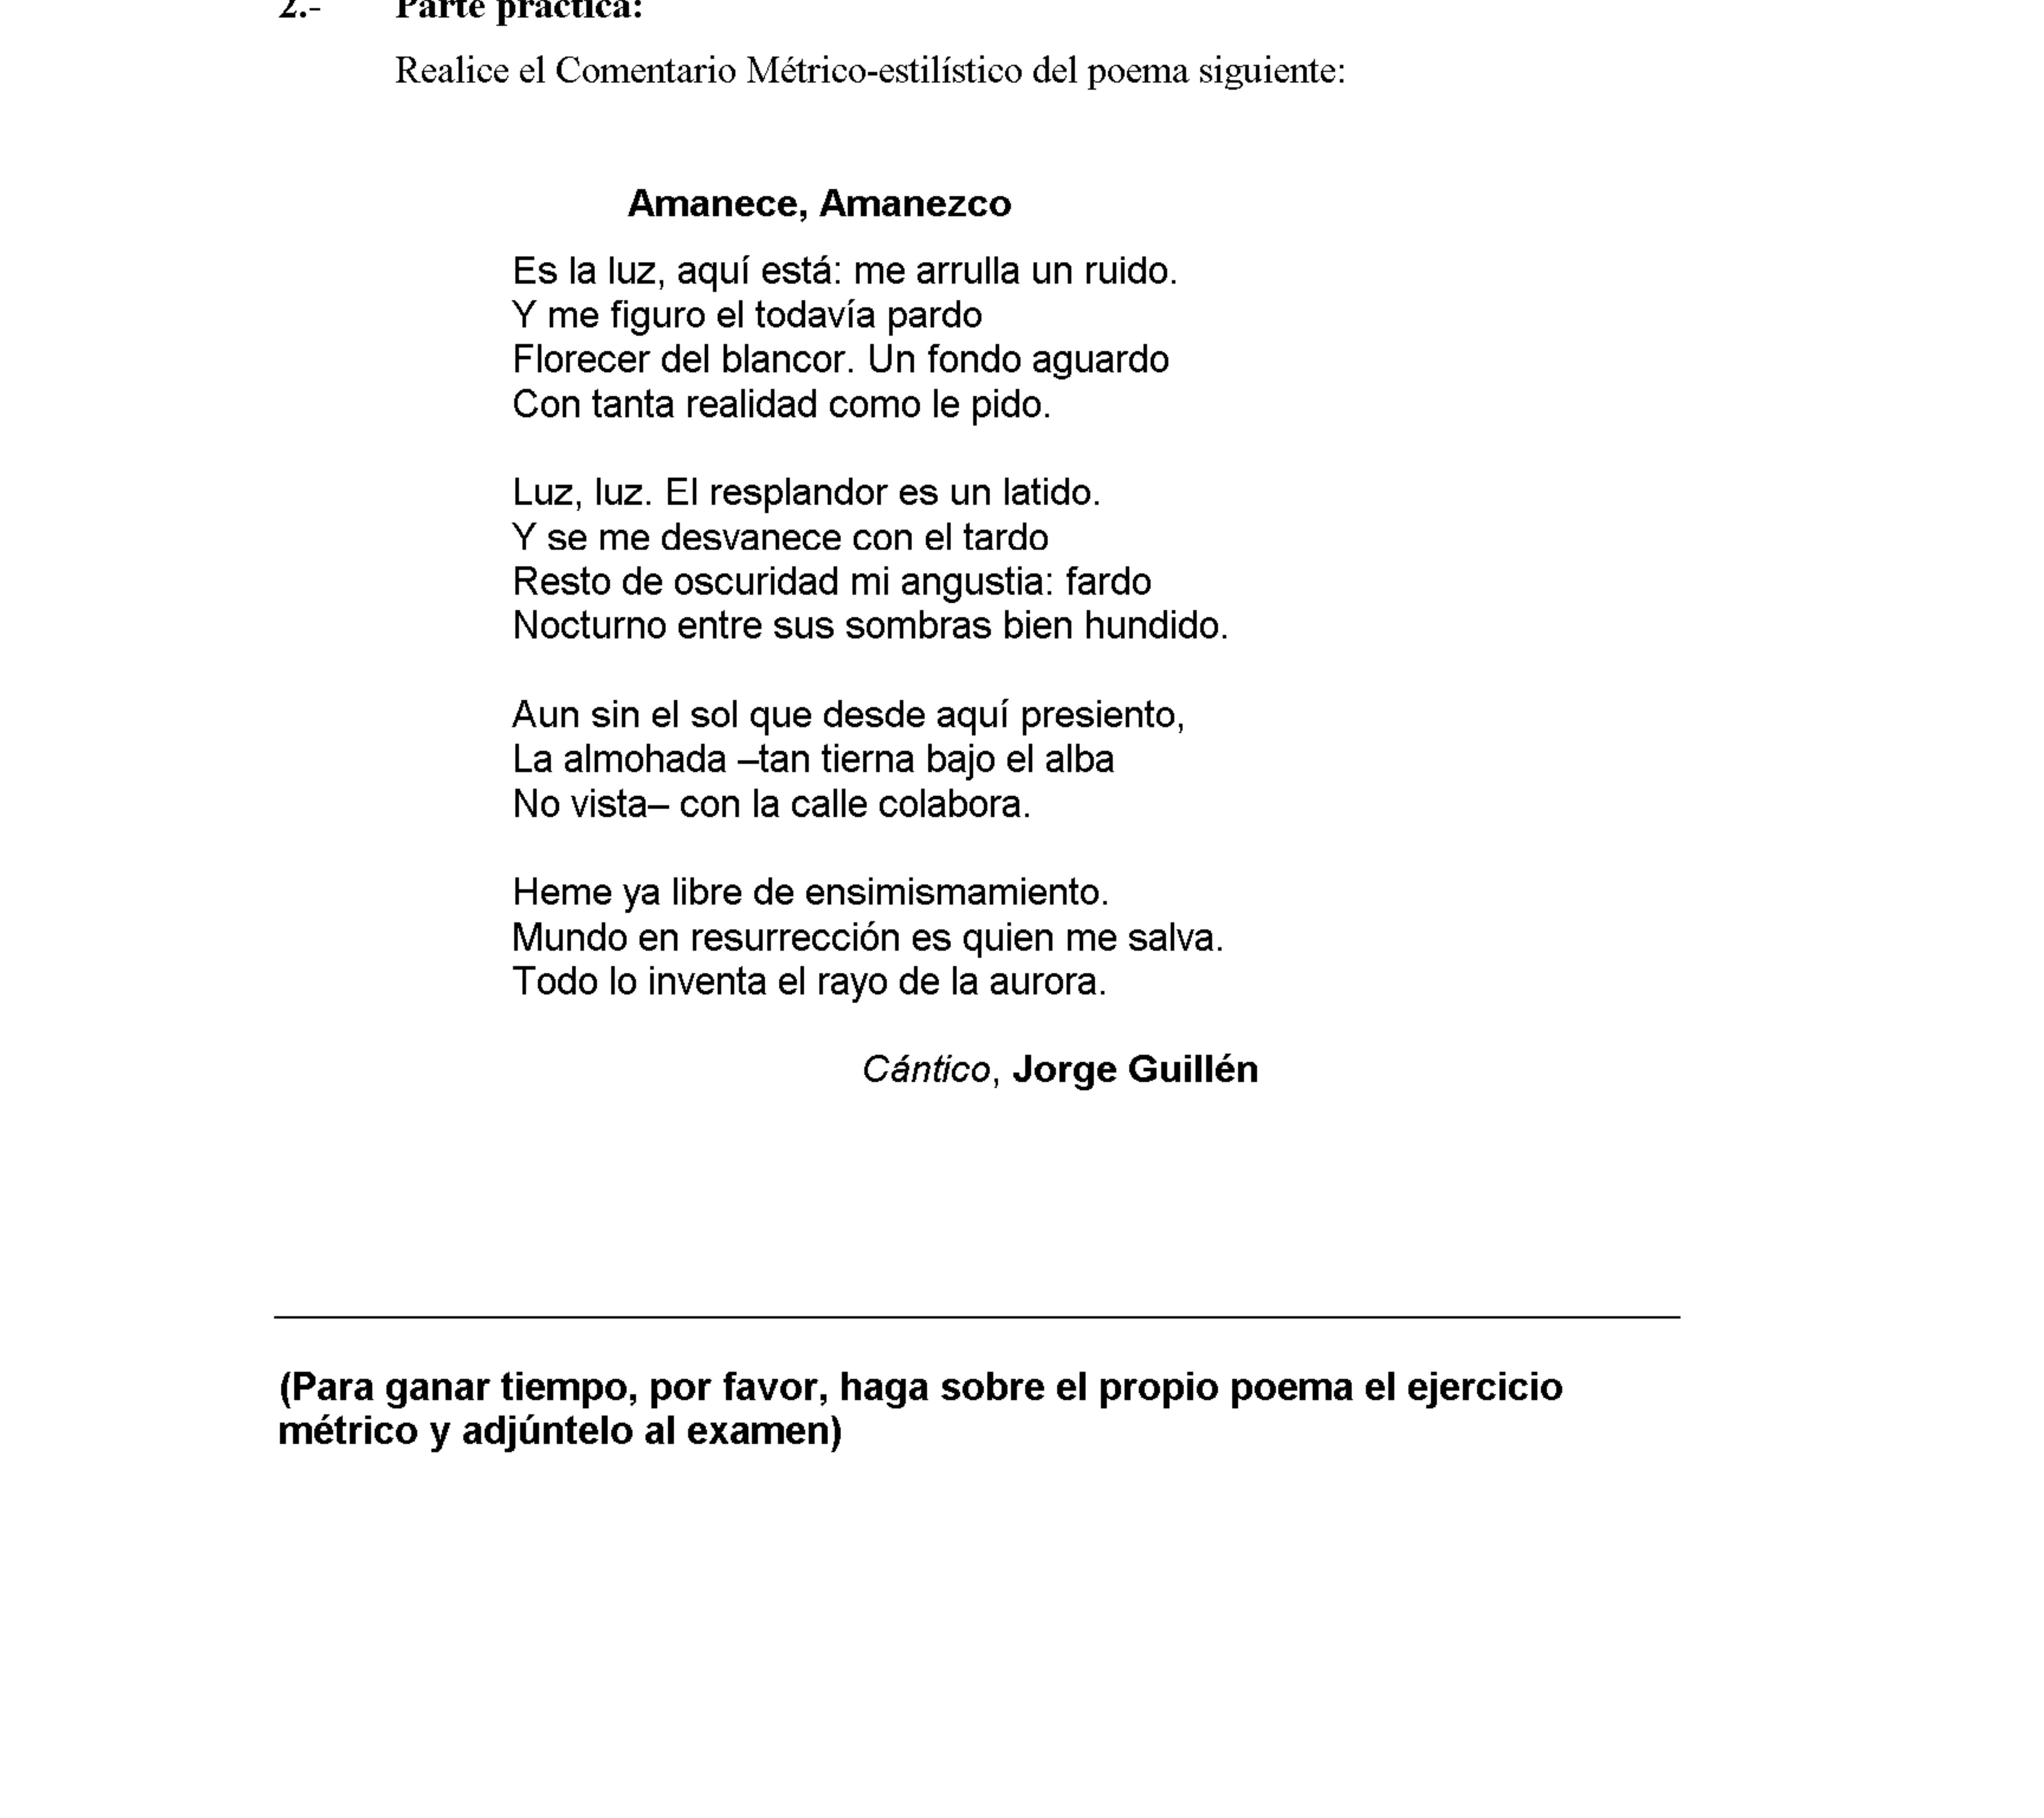 2.- Parte práctica:
Realice el Comentario Métrico-estilístico del poema siguiente:
Amanece, Amanezco
Es la luz, aquí está: me arrulla un ruido.
Y me figuro el todavía pardo
Florecer del blancor. Un fondo aguardo
Con tanta realidad como le pido.
Luz, luz. El resplandor es un latido.
Y se me desvanece con el tardo
Resto de oscuridad mi angustia: fardo
Nocturno entre sus sombras bien hundido.
Aun sin el sol que desde aquí presiento,
La almohada –tan tierna bajo el alba
No vista– con la calle colabora.
Heme ya libre de ensimismamiento.
Mundo en resurrección es quien me salva.
Todo lo inventa el rayo de la aurora.
Cántico, Jorge Guillén
(Para ganar tiempo, por favor, haga sobre el propio poema el ejercicio
métrico y adjúntelo al examen)